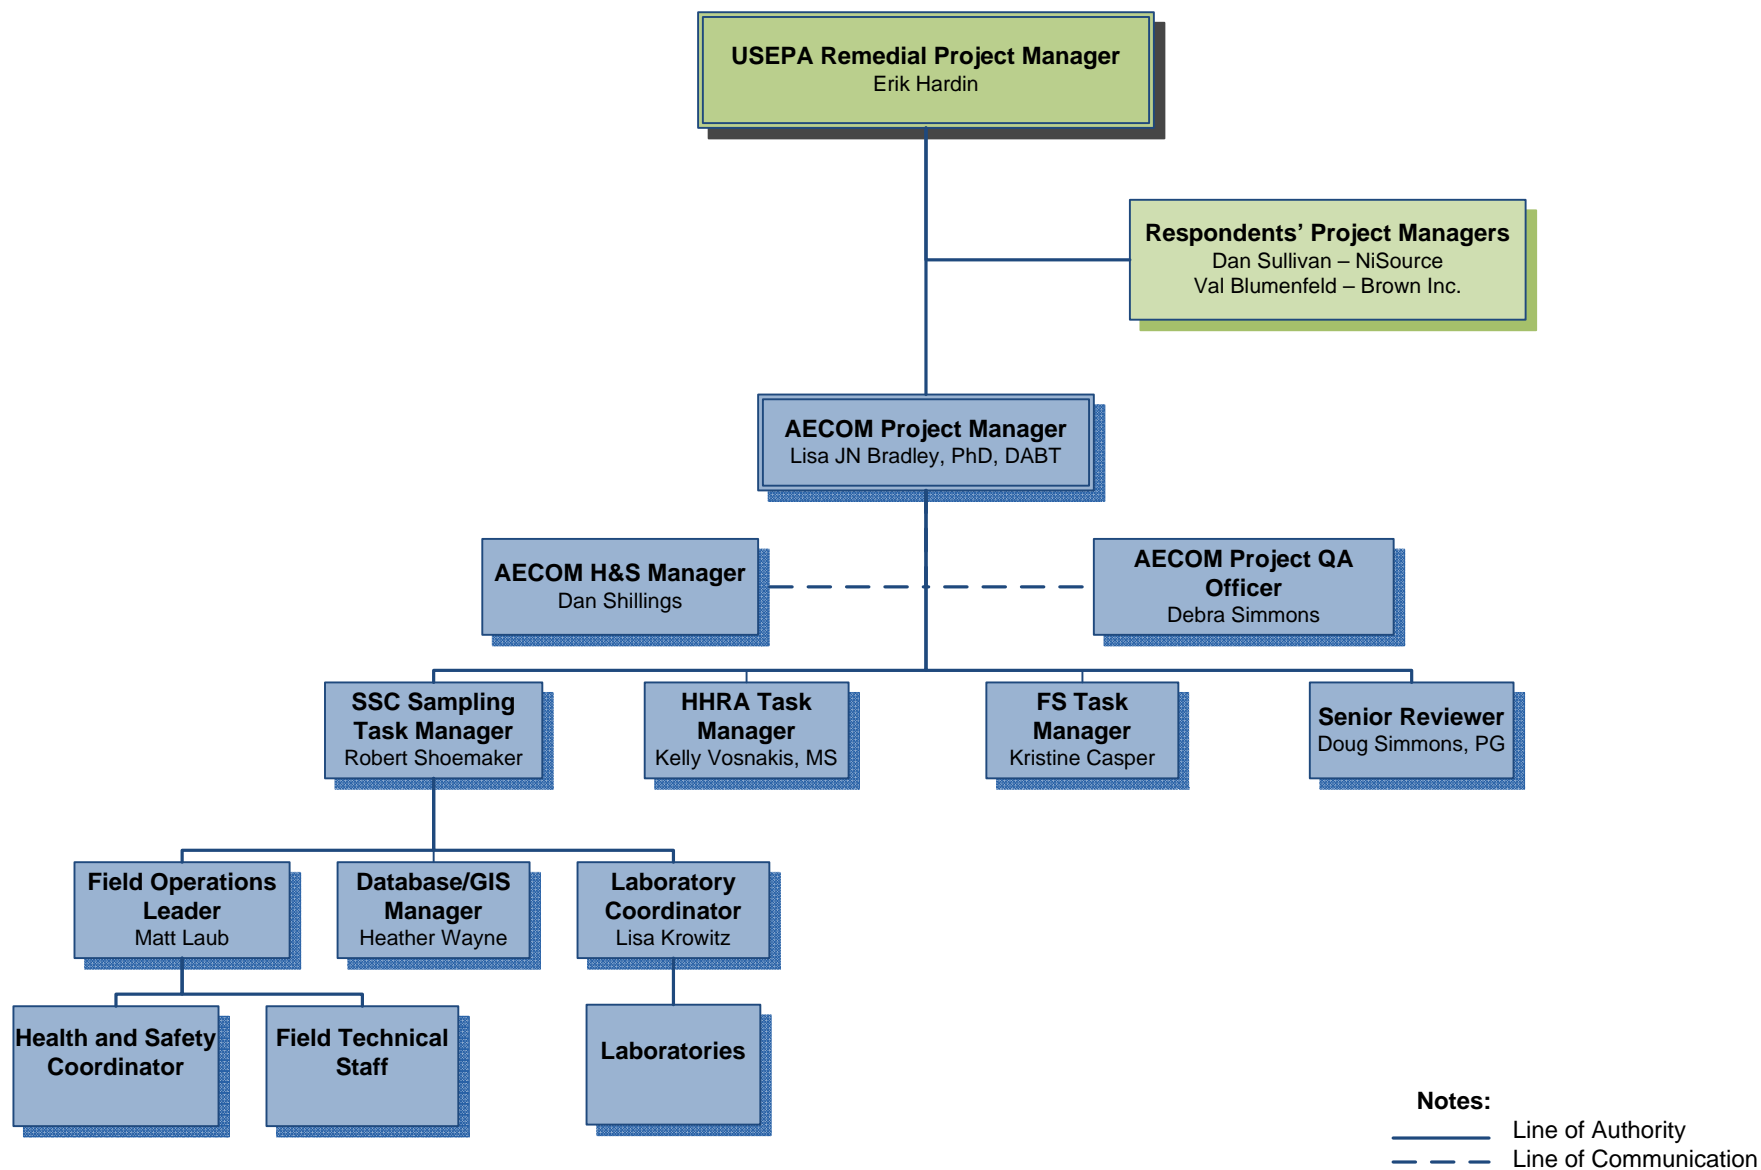 USEPA Remedial Project Manager
Erik Hardin
Respondents’ Project Managers
Dan Sullivan – NiSource
Val Blumenfeld – Brown Inc.
AECOM Project Manager
Lisa JN Bradley, PhD, DABT
AECOM H&S Manager
Dan Shillings
AECOM Project QA
Officer
Debra Simmons
SSC Sampling
Task Manager
Robert Shoemaker
HHRA Task
Manager
Kelly Vosnakis, MS
FS Task
Manager
Kristine Casper
Senior Reviewer
Doug Simmons, PG
Field Operations
Leader
Matt Laub
Database/GIS
Manager
Heather Wayne
Laboratory
Coordinator
Lisa Krowitz
Health and Safety
Coordinator
Field Technical
Staff
Laboratories
Notes:
Line of Authority
Line of Communication